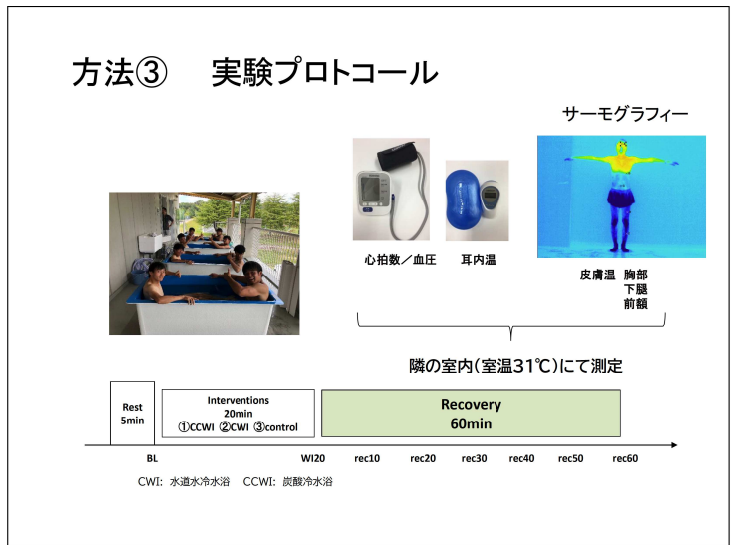 方法③　実験プロトコール
サーモグラフィー
心拍数／血圧
耳内温
皮膚温 胸部
下腿
前額
隣の室内(室温31℃)にて測定
Rest
5min
Interventions
20min
①CCWI ②CWI ③control
Recovery
60min
BL
WI20
rec10
rec20
rec30
rec40
rec50
rec60
CWI: 水道水冷水浴　CCWI: 炭酸冷水浴